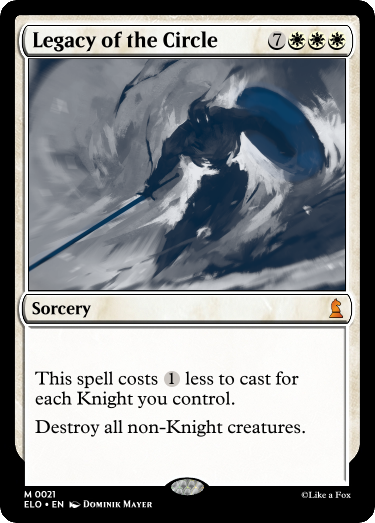 Legacy of the Circle 7
Sorcery
This spell costs 1 less to cast for
each Knight you control.
Destroy all non-Knight creatures.
M 0021
ELO • EN Dominik Mayer
©Like a Fox